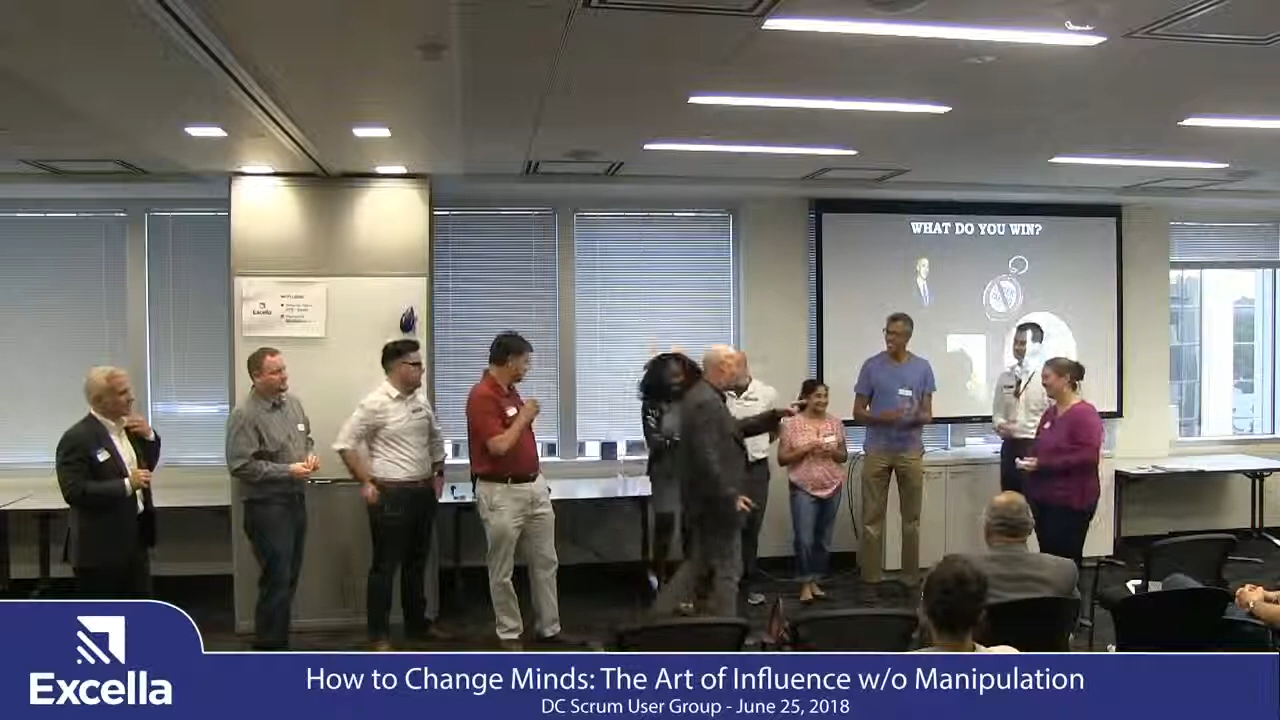 WHAT DO YOU WIN?
Excella
Excella
How to Change Minds: The Art of Influence w/o Manipulation
DC Scrum User Group - June 25, 2018